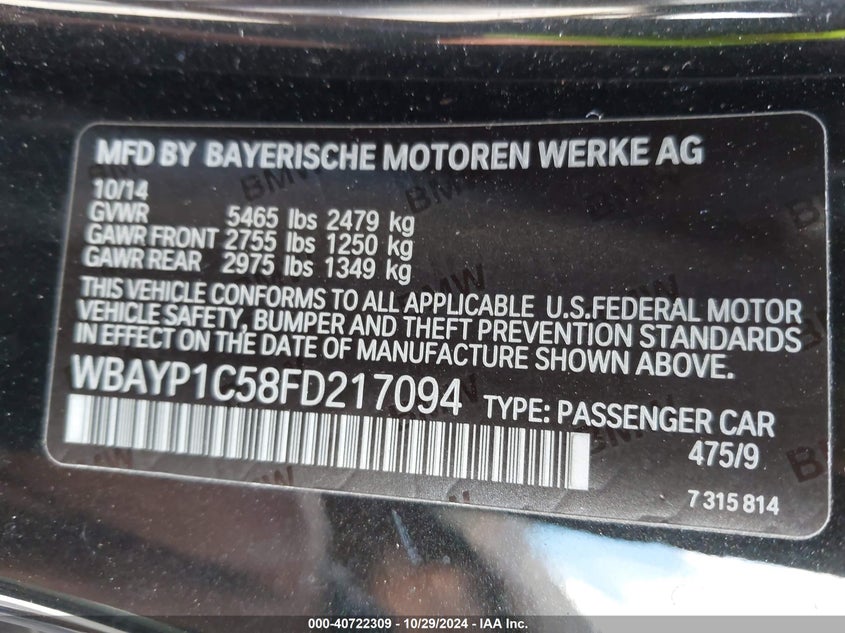 MFD BY BAYERISCHE MOTOREN WERKE AG
10/14
GVWR 5465 lbs 2479 kg
GAWR FRONT 2755 lbs 1250 kg
GAWR REAR 2975 lbs 1349 kg
THIS VEHICLE CONFORMS TO ALL APPLICABLE U.S.FEDERAL MOTOR
VEHICLE SAFETY, BUMPER AND THEFT PREVENTION STANDARDS
IN EFFECT ON THE DATE OF MANUFACTURE SHOWN ABOVE.
WBAYP1C58FD217094 TYPE: PASSENGER CAR
475/9
7 315 814
000-40722309 - 10/29/2024 - IAA Inc.